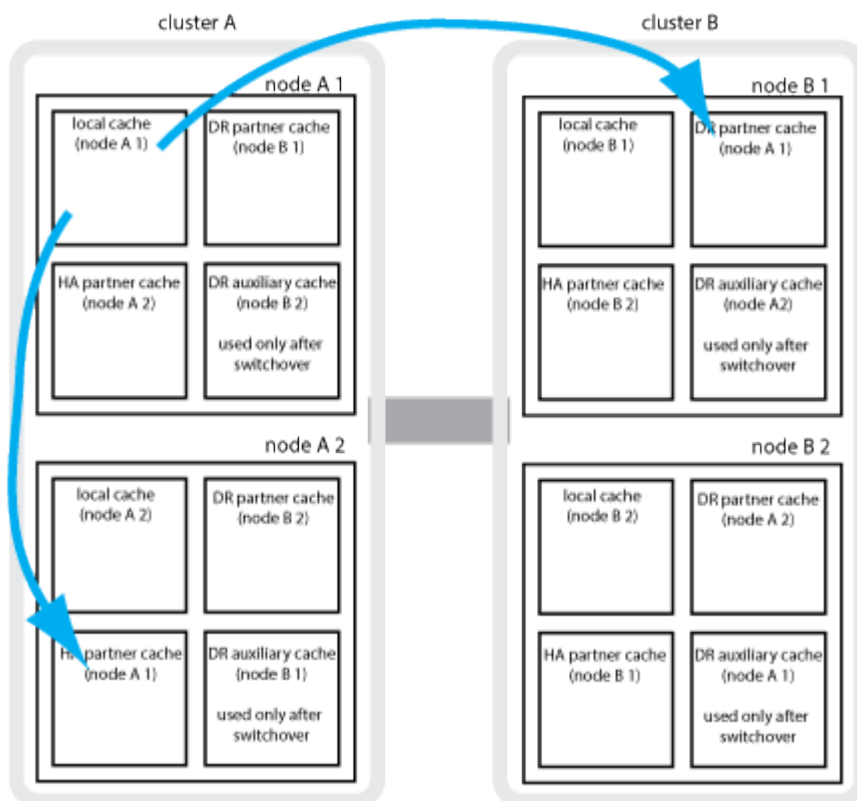 cluster A
cluster B
node A 1
local cache
(node A 1)
DR partner cache
(node B 1)
HA partner cache
(node A 2)
DR auxiliary cache
(node B 2)
used only after
switchover
node A 2
local cache
(node A 2)
DR partner cache
(node B 2)
HA partner cache
(node A 1)
DR auxiliary cache
(node B 1)
used only after
switchover
node B 1
local cache
(node B 1)
DR partner cache
(node A 1)
HA partner cache
(node B 2)
DR auxiliary cache
(node A2)
used only after
switchover
node B 2
local cache
(node B 2)
DR partner cache
(node A 2)
HA partner cache
(node B 1)
DR auxiliary cache
(node A 1)
used only after
switchover